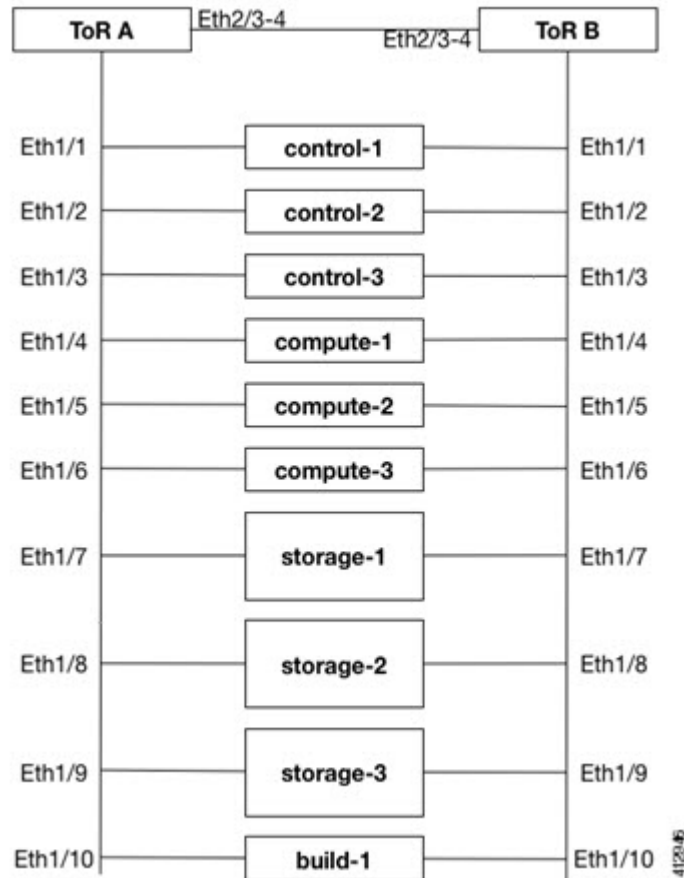 ToR A Eth2/3-4 Eth2/3-4 ToR B
Eth1/1 control-1 Eth1/1
Eth1/2 control-2 Eth1/2
Eth1/3 control-3 Eth1/3
Eth1/4 compute-1 Eth1/4
Eth1/5 compute-2 Eth1/5
Eth1/6 compute-3 Eth1/6
Eth1/7 storage-1 Eth1/7
Eth1/8 storage-2 Eth1/8
Eth1/9 storage-3 Eth1/9
Eth1/10 build-1 Eth1/10
412946